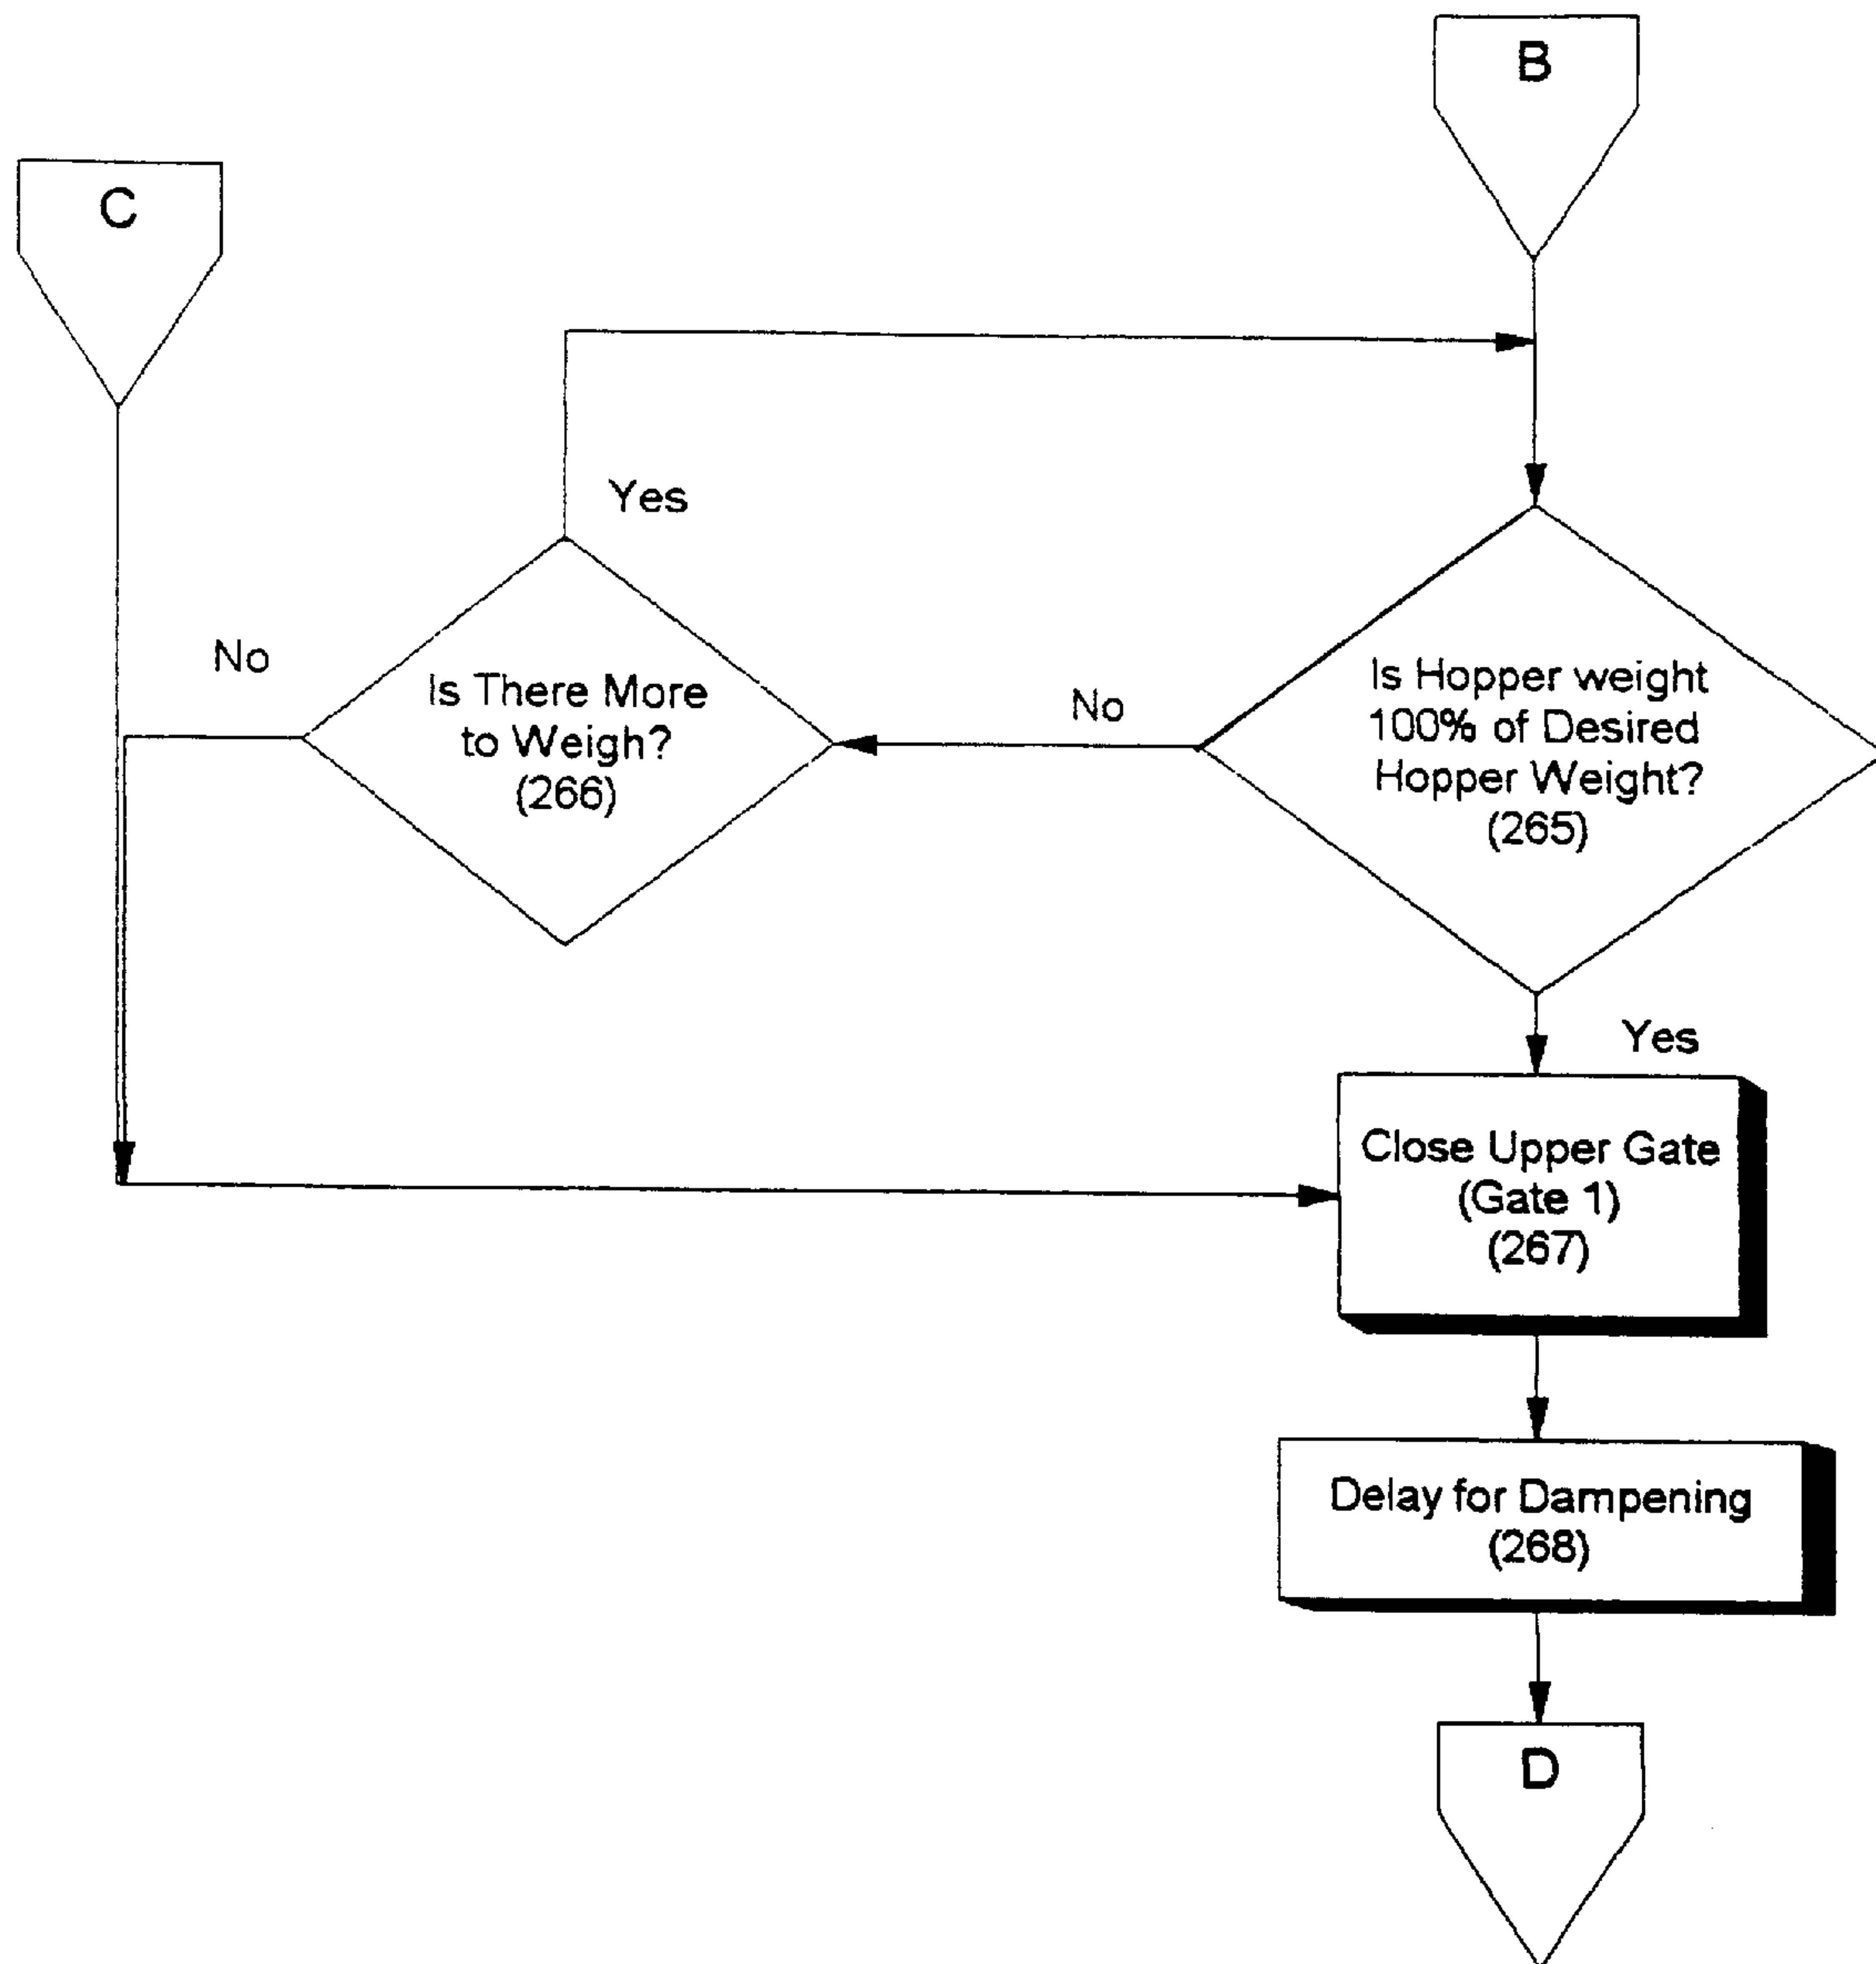 B
C
Yes
No
Is There More
to Weigh?
(266)
No
Is Hopper weight
100% of Desired
Hopper Weight?
(265)
Yes
Close Upper Gate
(Gate 1)
(267)
Delay for Dampening
(268)
D